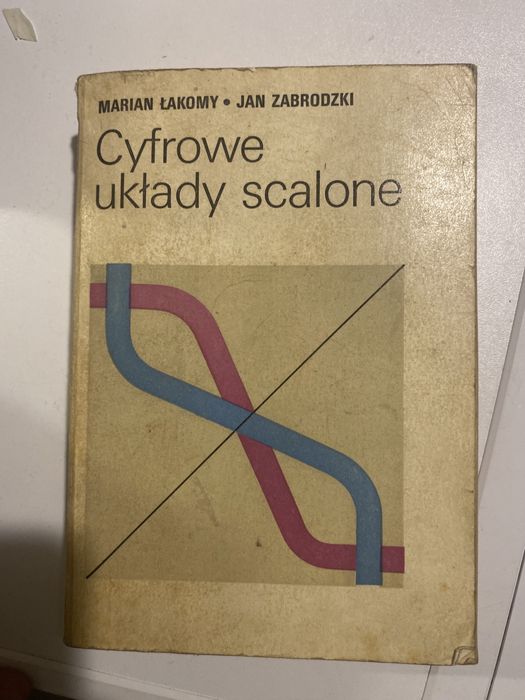 MARIAN ŁAKOMY • JAN ZABRODZKI
Cyfrowe
układy scalone